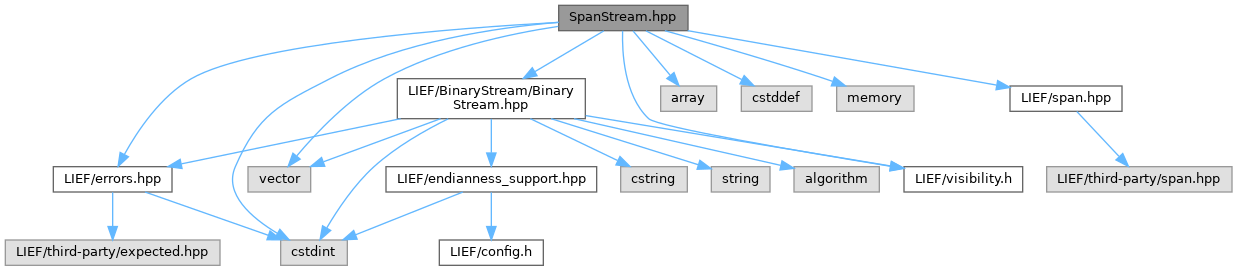 SpanStream.hpp
LIEF/BinaryStream/Binary
Stream.hpp
array
cstddef
memory
LIEF/span.hpp
LIEF/errors.hpp
vector
LIEF/endianness_support.hpp
cstring
string
algorithm
LIEF/visibility.h
LIEF/third-party/span.hpp
LIEF/third-party/expected.hpp
cstdint
LIEF/config.h